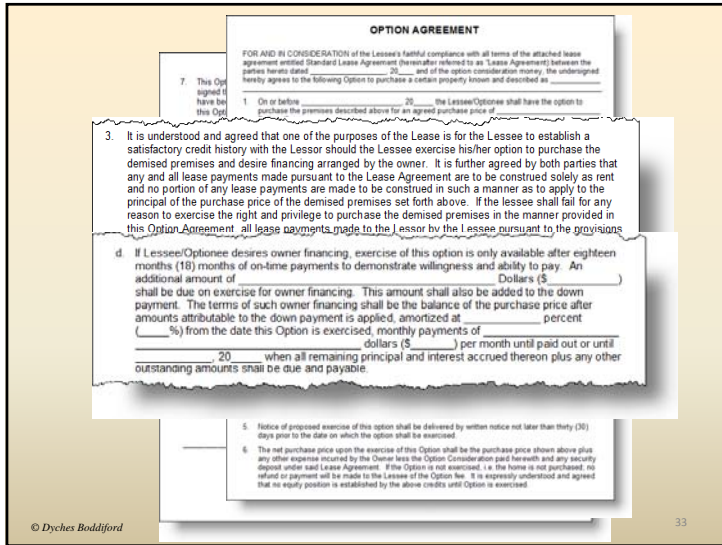 OPTION AGREEMENT
FOR AND IN CONSIDERATION of the Lessee's faithful compliance with all terms of the attached lease
agreement entitled Standard Lease Agreement (hereinafter referred to as "Lease Agreement) between the
parties hereto dated ____________, 20___ and of the option consideration money, the undersigned
hereby agrees to the following Option to purchase a certain property known and described as ________
7. This Opt
signed t
have be
this Opti
1 On or before ____________, 20____ the Lessee/Optionee shall have the option to
purchase the premises described above for an agreed purchase price of ____________
3. It is understood and agreed that one of the purposes of the Lease is for the Lessee to establish a
satisfactory credit history with the Lessor should the Lessee exercise his/her option to purchase the
demised premises and desire financing arranged by the owner. It is further agreed by both parties that
any and all lease payments made pursuant to the Lease Agreement are to be construed solely as rent
and no portion of any lease payments are made to be construed in such a manner as to apply to the
principal of the purchase price of the demised premises set forth above. If the lessee shall fail for any
reason to exercise the right and privilege to purchase the demised premises in the manner provided in
this Option Agreement, all lease payments made to the Lessor by the Lessee pursuant to the provisions
d. If Lessee/Optionee desires owner financing, exercise of this option is only available after eighteen
months (18) months of on-time payments to demonstrate willingness and ability to pay. An
additional amount of ____________________ Dollars ($________)
shall be due on exercise for owner financing. This amount shall also be added to the down
payment. The terms of such owner financing shall be the balance of the purchase price after
amounts attributable to the down payment is applied, amortized at ____________ percent
(____%) from the date this Option is exercised, monthly payments of ____________
____________________ dollars ($______) per month until paid out or until
____________, 20____ when all remaining principal and interest accrued thereon plus any other
outstanding amounts shall be due and payable.
5. Notice of proposed exercise of this option shall be delivered by written notice not later than thirty (30)
days prior to the date on which the option shall be exercised.
6. The net purchase price upon the exercise of this Option shall be the purchase price shown above plus
any other expense incurred by the Owner less the Option Consideration paid herewith and any security
deposit under said Lease Agreement. If the Option is not exercised, i.e. the home is not purchased, no
refund or payment will be made to the Lessee of the Option fee. It is expressly understood and agreed
that no equity position is established by the above credits until Option is exercised.
© Dyches Boddiford
33